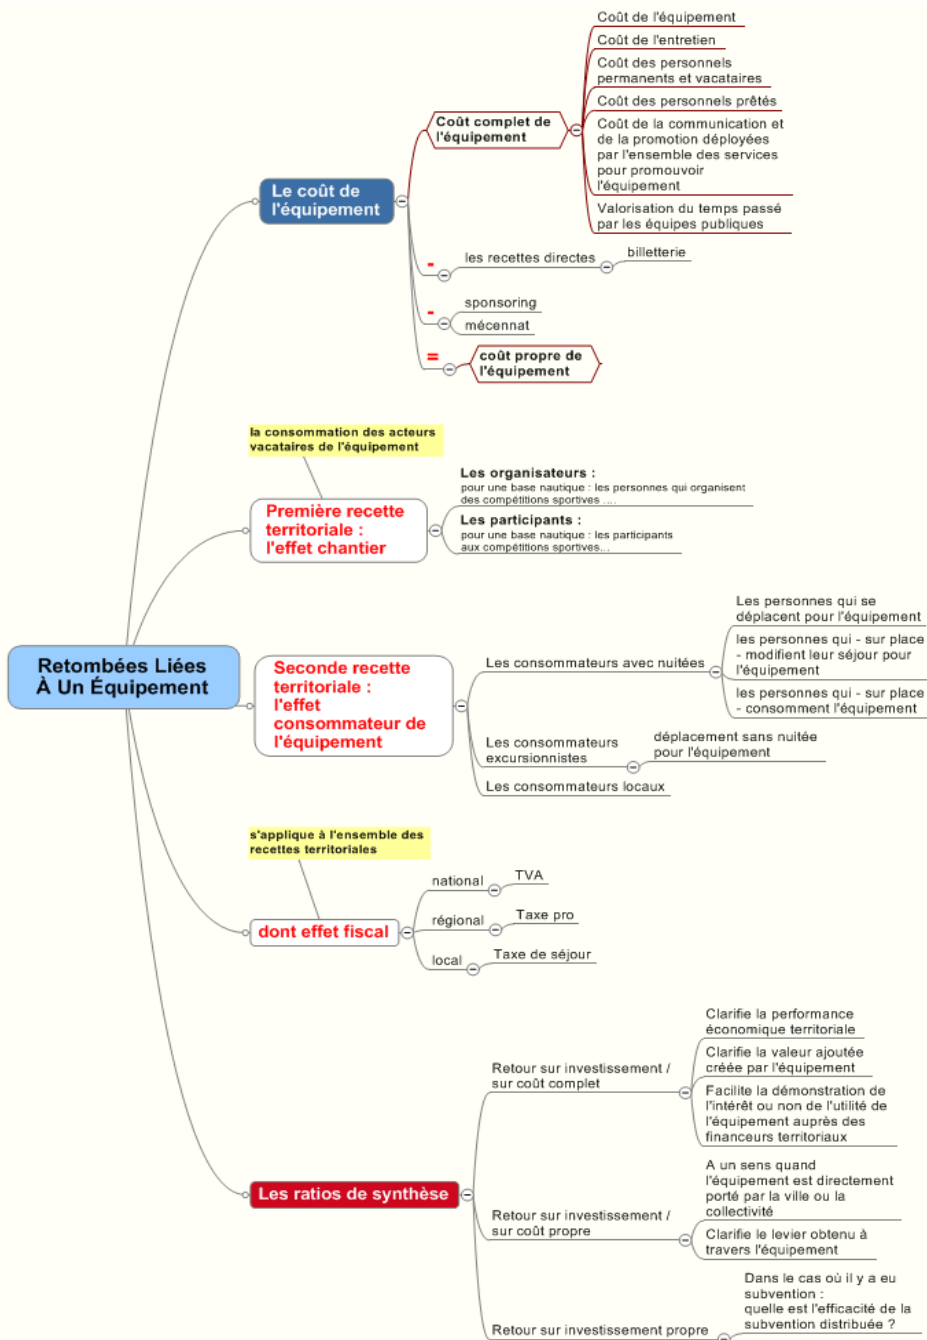 Coût de l'équipement
Coût de l'entretien
Coût des personnels
permanents et vacataires
Coût des personnels prêtés
Coût complet de
l'équipement
Coût de la communication et
de la promotion déployées
par l'ensemble des services
pour promouvoir
l'équipement
Valorisation du temps passé
par les équipes publiques
Le coût de
l'équipement
-
les recettes directes
billetterie
-
sponsoring
mécennat
=
coût propre de
l'équipement
la consommation des acteurs
vacataires de l'équipement
Première recette
territoriale :
l'effet chantier
Les organisateurs :
pour une base nautique : les personnes qui organisent
des compétitions sportives ....
Les participants :
pour une base nautique : les participants
aux compétitions sportives...
Retombées Liées
À Un Équipement
Seconde recette
territoriale :
l'effet
consommateur de
l'équipement
Les consommateurs avec nuitées
Les personnes qui se
déplacent pour l'équipement
les personnes qui - sur place
- modifient leur séjour pour
l'équipement
les personnes qui - sur place
- consomment l'équipement
Les consommateurs
excursionnistes
déplacement sans nuitée
pour l'équipement
Les consommateurs locaux
s'applique à l'ensemble des
recettes territoriales
dont effet fiscal
national
TVA
régional
Taxe pro
local
Taxe de séjour
Les ratios de synthèse
Retour sur investissement /
sur coût complet
Clarifie la performance
économique territoriale
Clarifie la valeur ajoutée
créée par l'équipement
Facilite la démonstration de
l'intérêt ou non de l'utilité de
l'équipement auprès des
financeurs territoriaux
Retour sur investissement /
sur coût propre
A un sens quand
l'équipement est directement
porté par la ville ou la
collectivité
Clarifie le levier obtenu à
travers l'équipement
Retour sur investissement propre
Dans le cas où il y a eu
subvention :
quelle est l'efficacité de la
subvention distribuée ?